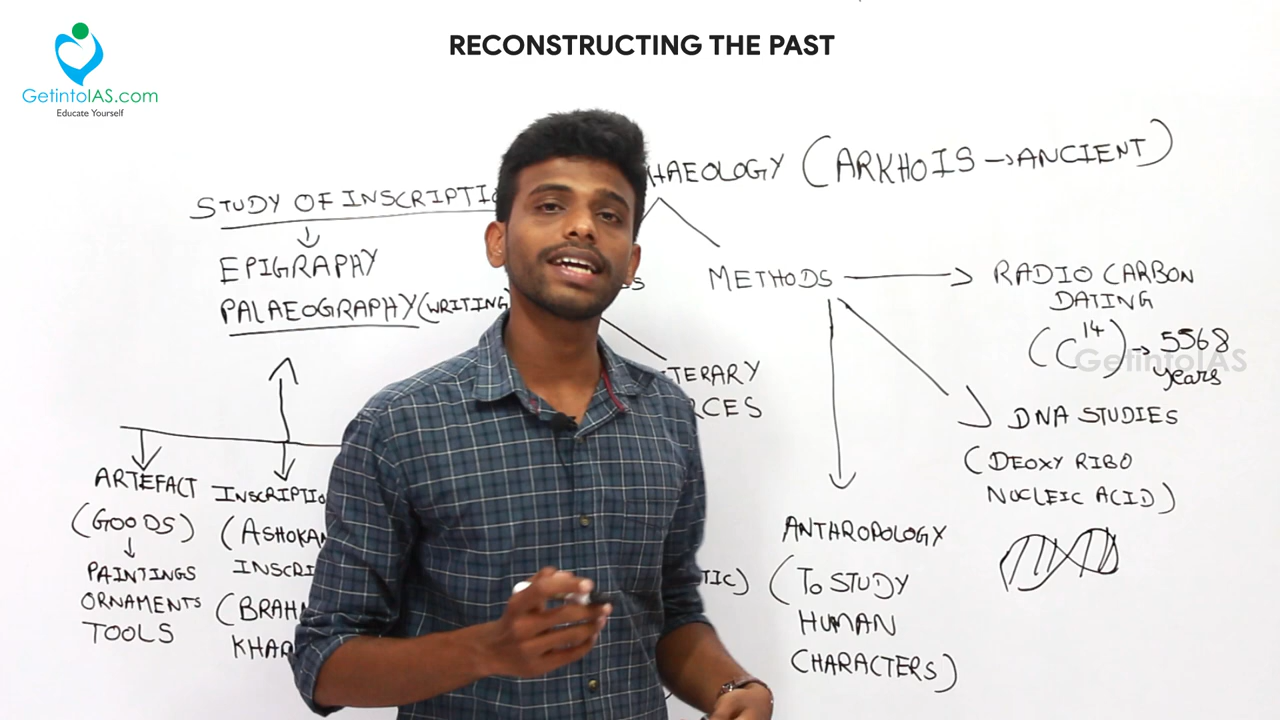 RECONSTRUCTING THE PAST
GetintoIAS.com
Educate Yourself
HAEOLOGY (ARKHOIS → ANCIENT)
STUDY OF INSCRIPTIO
EPIGRAPHY
PALAEOGRAPHY (WRITING)
METHODS
RADIO CARBON
DATING
(C14) → 5568
years
GetintoIAS
TERARY
RCES
DNA STUDIES
(DEOXY RIBO
NUCLEIC ACID)
ARTEFACT
(GOODS)
PAINTINGS
ORNAMENTS
TOOLS
INSCRIPTIO
(ASHOKAN
INSCRI
(BRAHM
KHAR
TIC)
ANTHROPOLOGY
(TO STUDY
HUMAN
CHARACTERS)